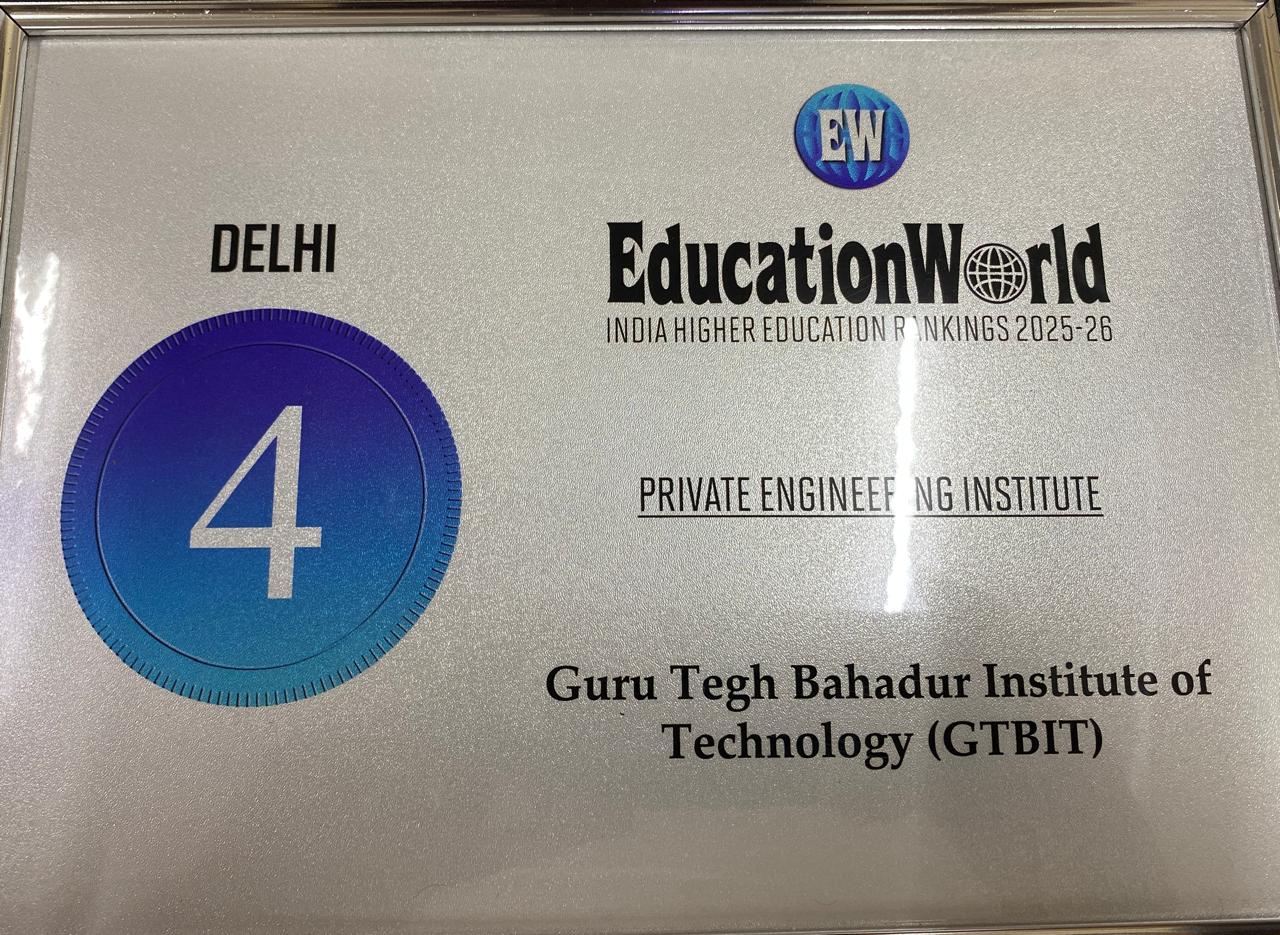 EW
DELHI
EducationWorld
INDIA HIGHER EDUCATION RANKINGS 2025-26
4
PRIVATE ENGINEERING INSTITUTE
Guru Tegh Bahadur Institute of
Technology (GTBIT)